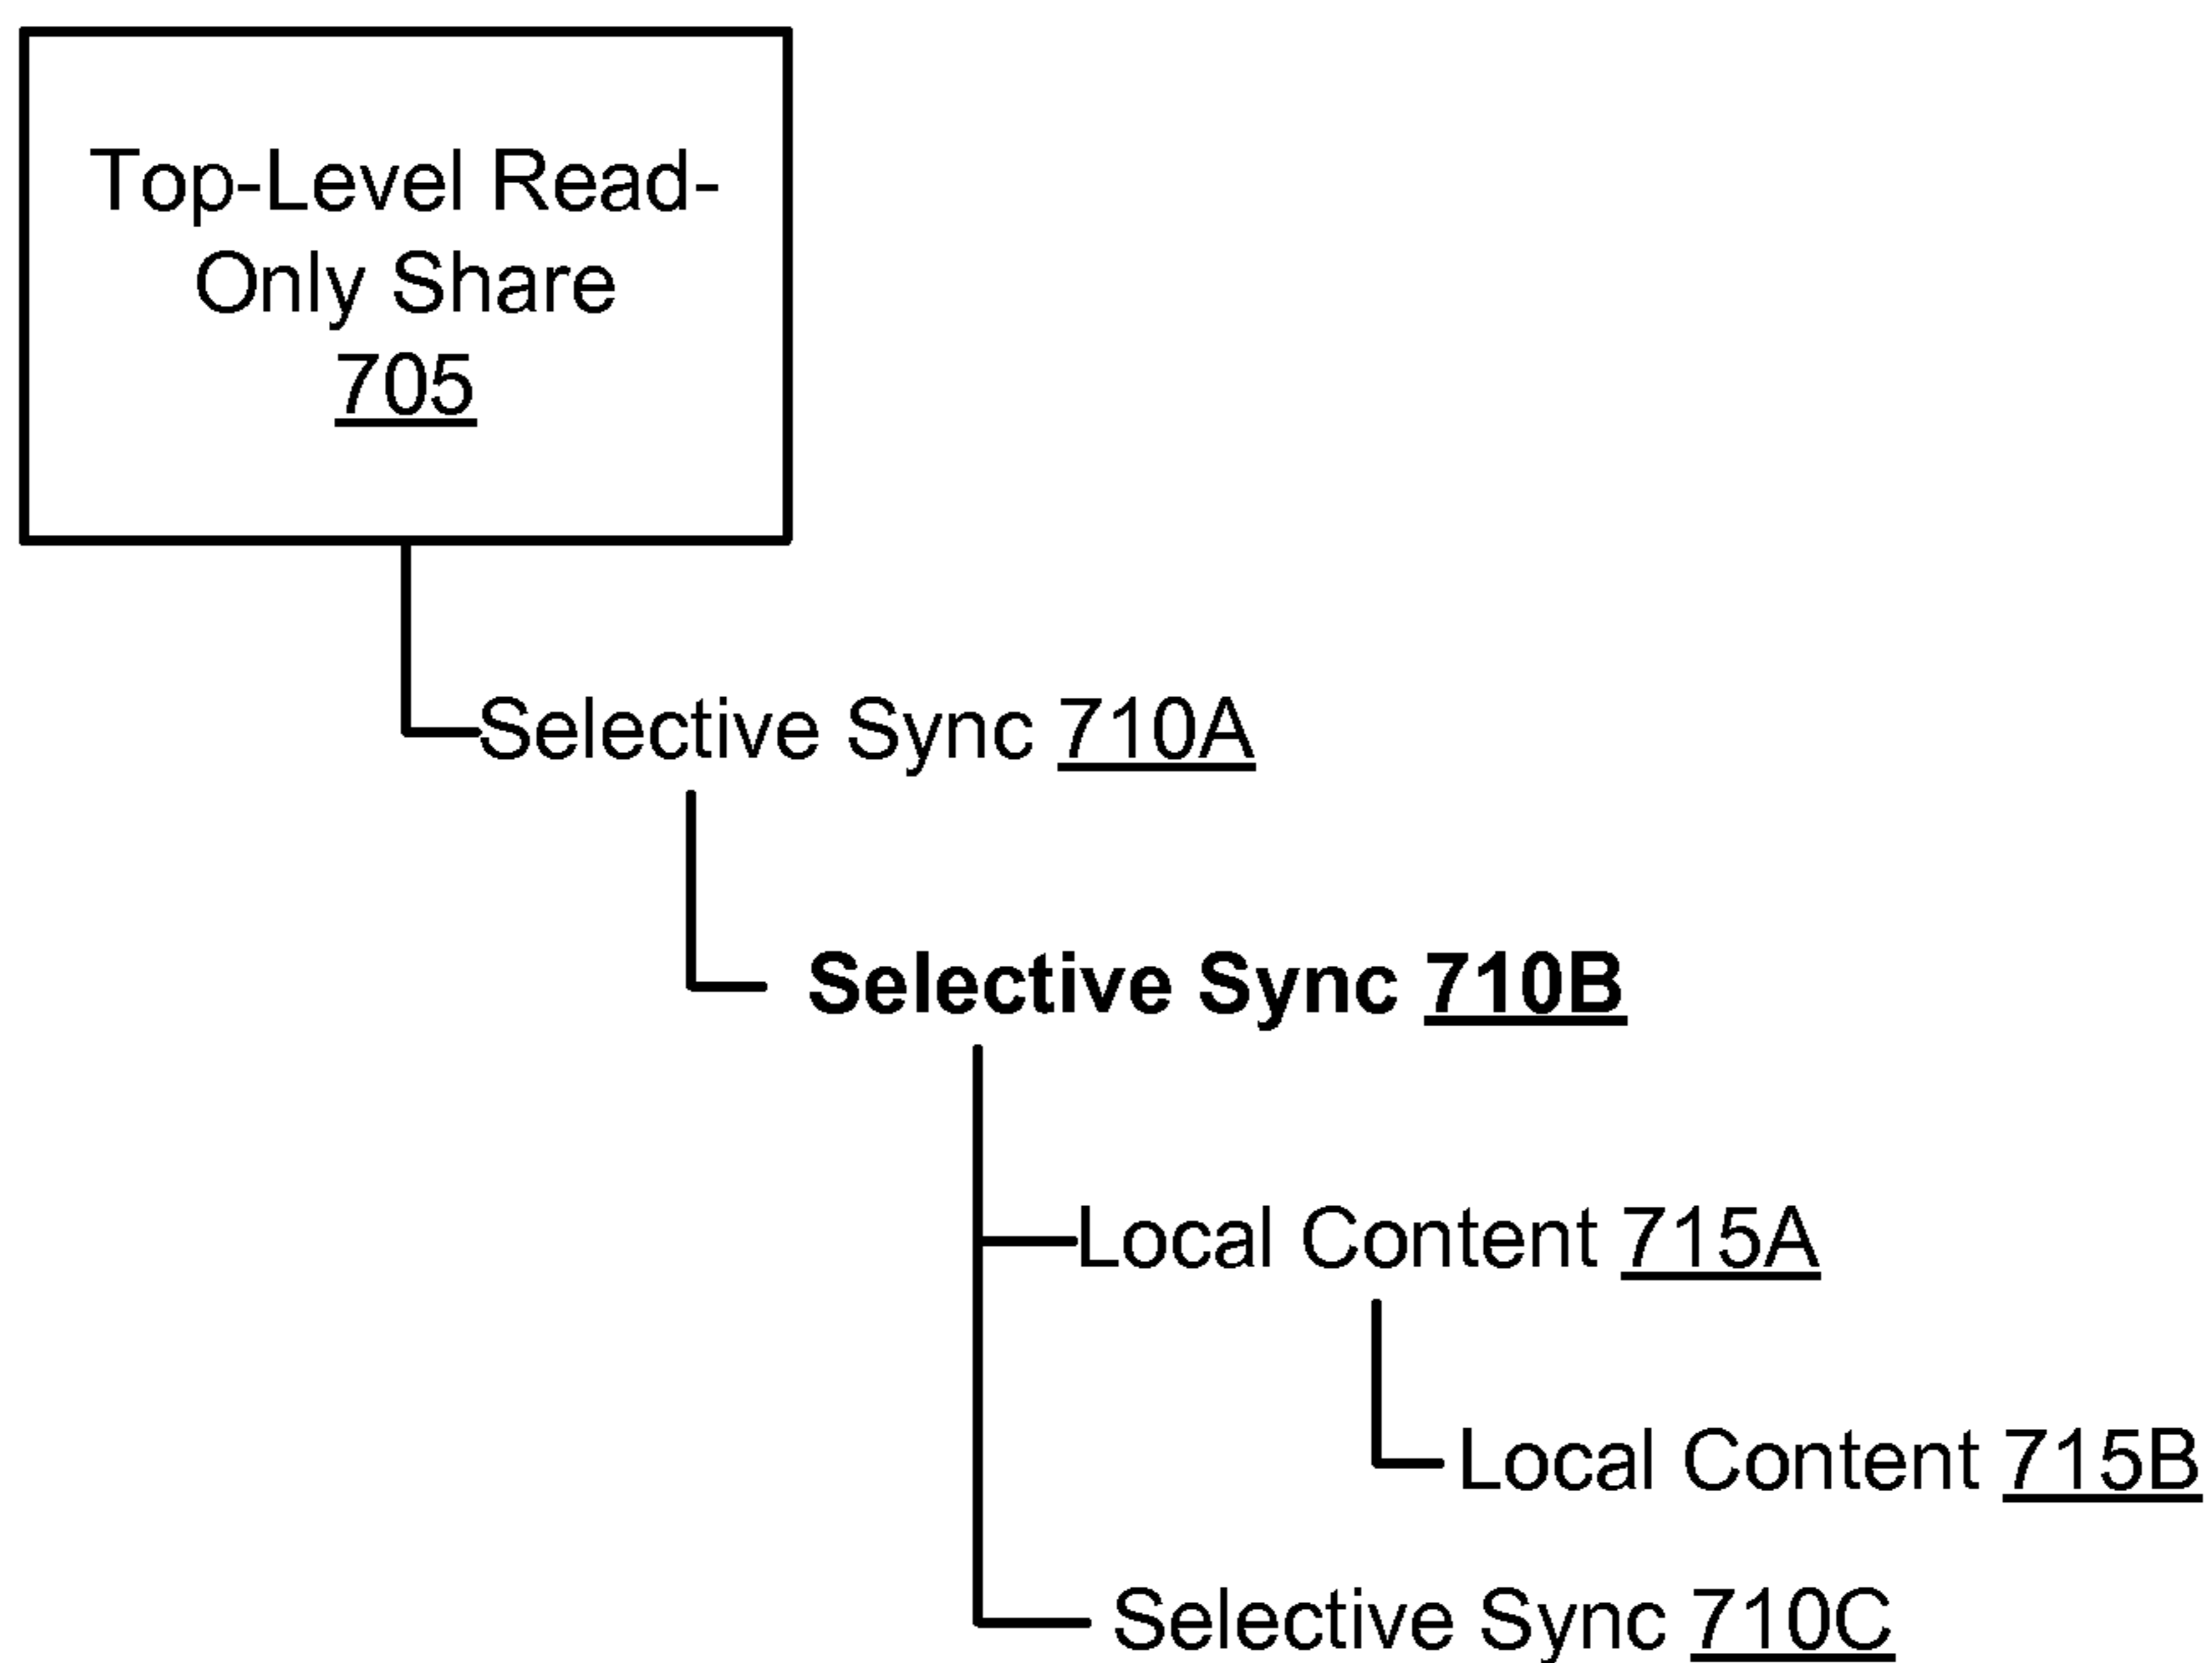 Top-Level Read-
Only Share
705
Selective Sync 710A
Selective Sync 710B
Local Content 715A
Local Content 715B
Selective Sync 710C